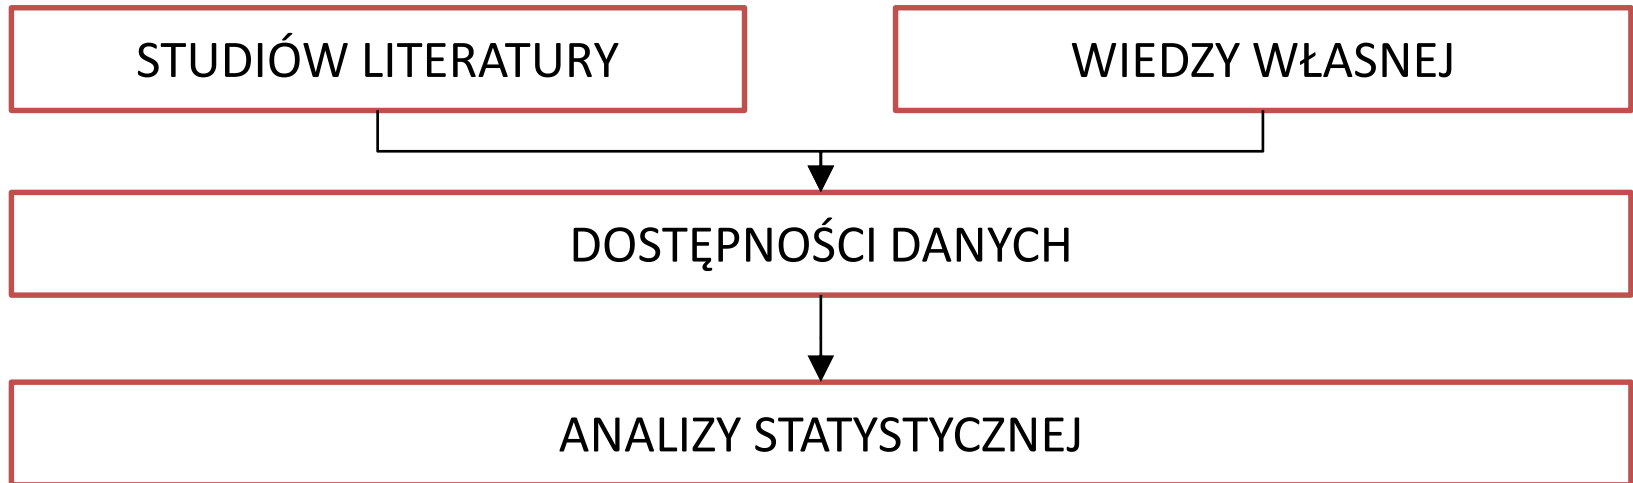 STUDIÓW LITERATURY
WIEDZY WŁASNEJ
DOSTĘPNOŚCI DANYCH
ANALIZY STATYSTYCZNEJ